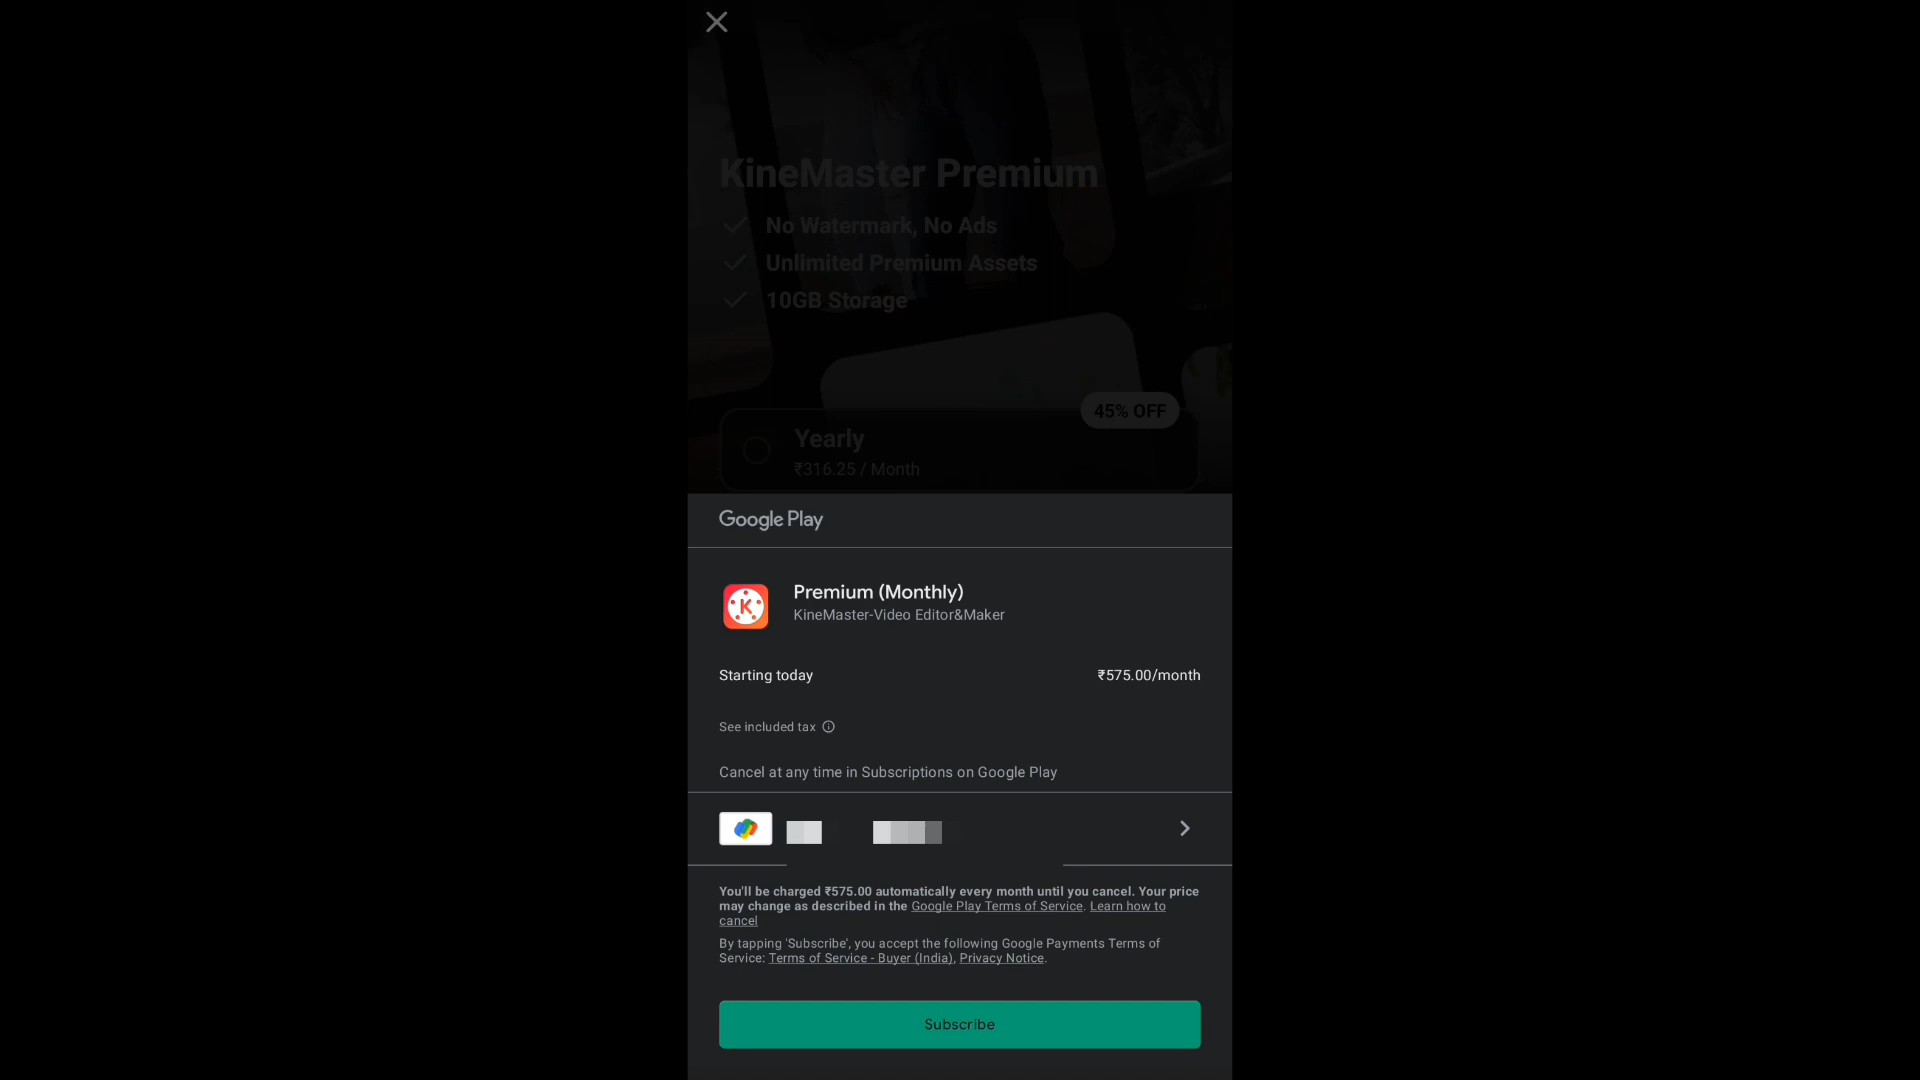 KineMaster Premium
No Watermark, No Ads
Unlimited Premium Assets
10GB Storage
45% OFF
Yearly
₹316.25 / Month
Google Play
K
Premium (Monthly)
KineMaster-Video Editor&Maker
Starting today ₹575.00/month
See included tax
Cancel at any time in Subscriptions on Google Play
You'll be charged ₹575.00 automatically every month until you cancel. Your price
may change as described in the Google Play Terms of Service. Learn how to
cancel
By tapping 'Subscribe', you accept the following Google Payments Terms of
Service: Terms of Service - Buyer (India), Privacy Notice.
Subscribe